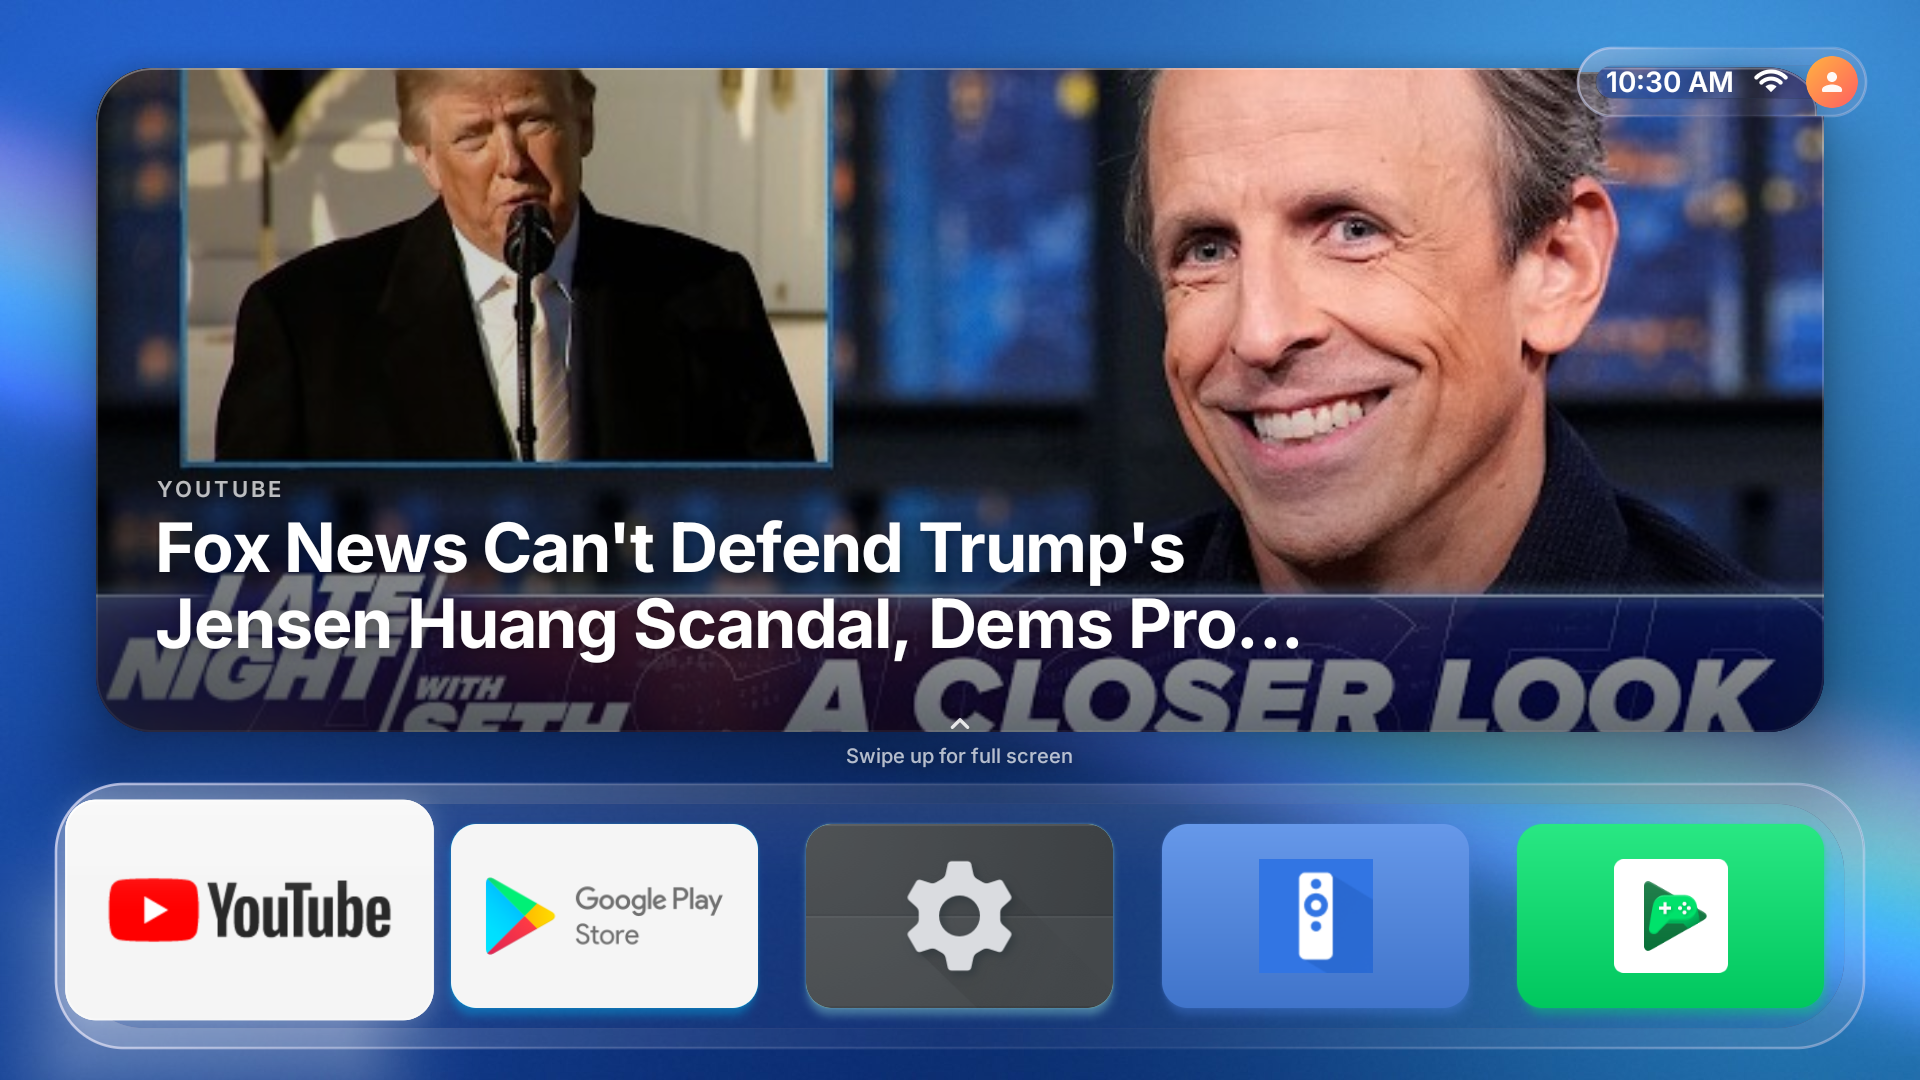 10:30 AM
YOUTUBE
Fox News Can't Defend Trump's
Jensen Huang Scandal, Dems Pro...
LATE
NIGHT
WITH
SETH
A CLOSER LOOK
Swipe up for full screen
YouTube
Google Play
Store